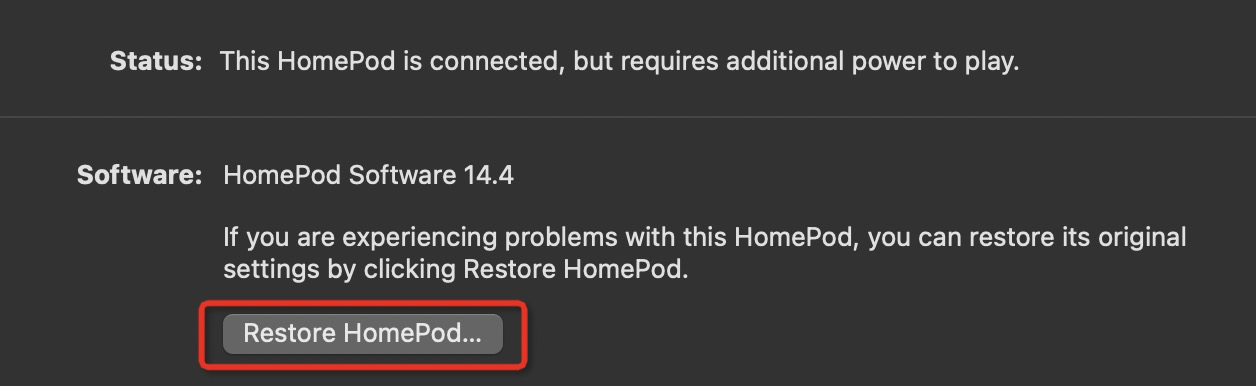 Status: This HomePod is connected, but requires additional power to play.
Software: HomePod Software 14.4
If you are experiencing problems with this HomePod, you can restore its original
settings by clicking Restore HomePod.
Restore HomePod...